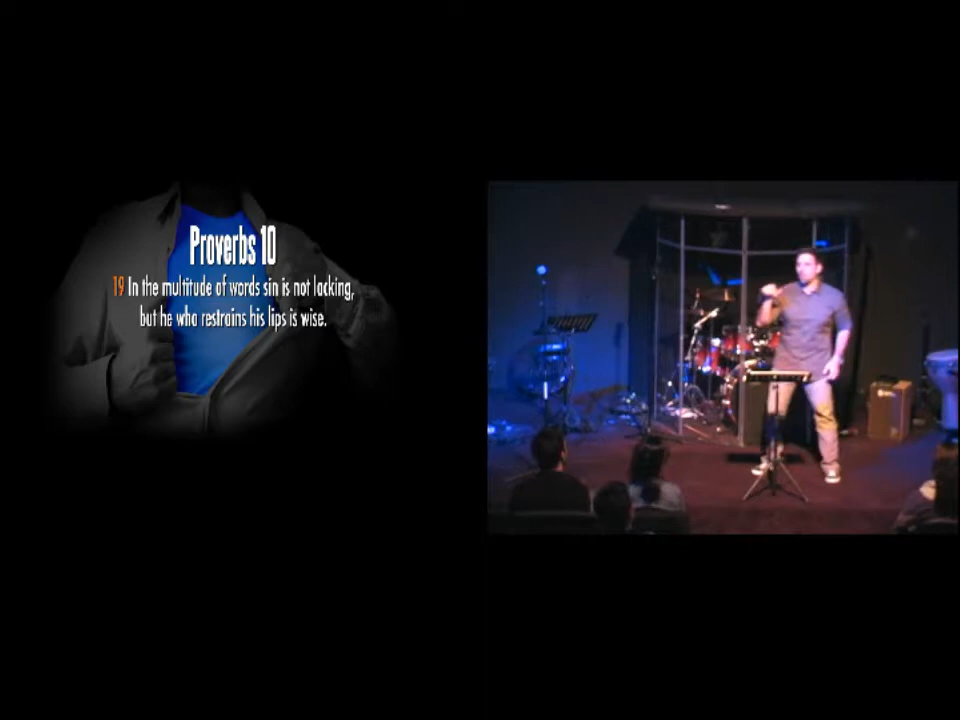 Proverbs 10
19 In the multitude of words sin is not lacking,
but he who restrains his lips is wise.